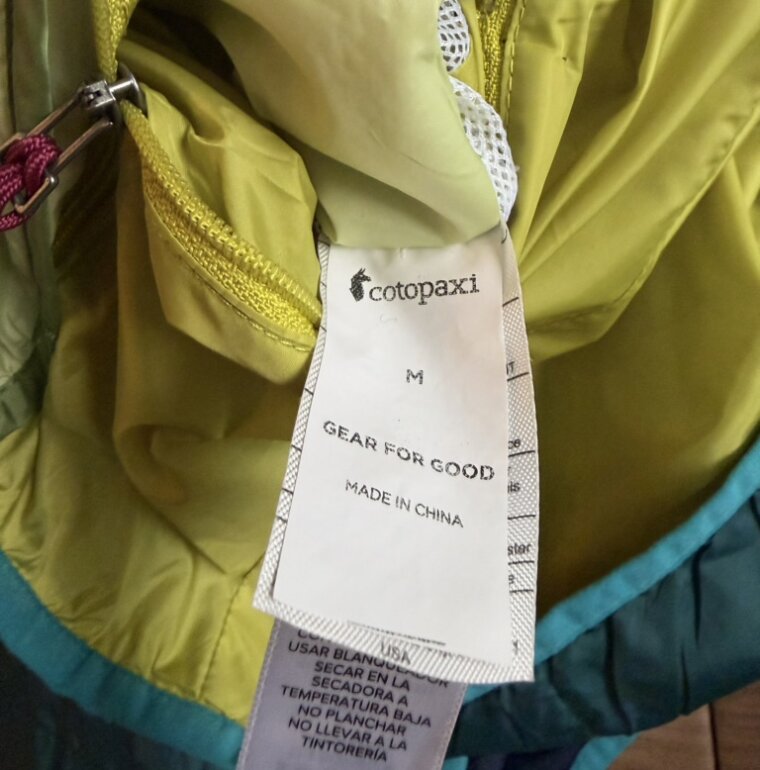 cotopaxi
M
GEAR FOR GOOD
MADE IN CHINA
USA
USAR BLANQUEADOR
SECAR EN LA
SECADORA A
TEMPERATURA BAJA
NO PLANCHAR
NO LLEVAR A LA
TINTORERÍA